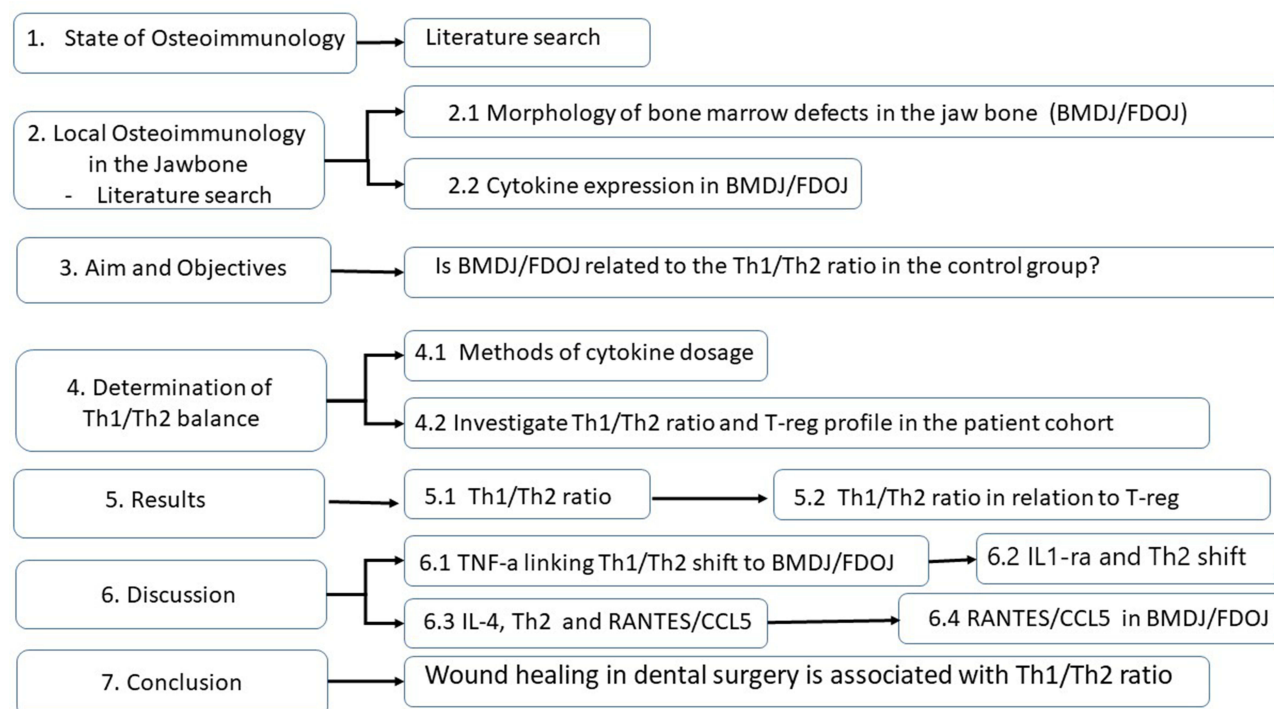 1. State of Osteoimmunology
Literature search
2. Local Osteoimmunology
in the Jawbone
- Literature search
2.1 Morphology of bone marrow defects in the jaw bone (BMDJ/FDOJ)
2.2 Cytokine expression in BMDJ/FDOJ
3. Aim and Objectives
Is BMDJ/FDOJ related to the Th1/Th2 ratio in the control group?
4. Determination of
Th1/Th2 balance
4.1 Methods of cytokine dosage
4.2 Investigate Th1/Th2 ratio and T-reg profile in the patient cohort
5. Results
5.1 Th1/Th2 ratio
5.2 Th1/Th2 ratio in relation to T-reg
6. Discussion
6.1 TNF-a linking Th1/Th2 shift to BMDJ/FDOJ
6.2 IL1-ra and Th2 shift
6.3 IL-4, Th2 and RANTES/CCL5
6.4 RANTES/CCL5 in BMDJ/FDOJ
7. Conclusion
Wound healing in dental surgery is associated with Th1/Th2 ratio